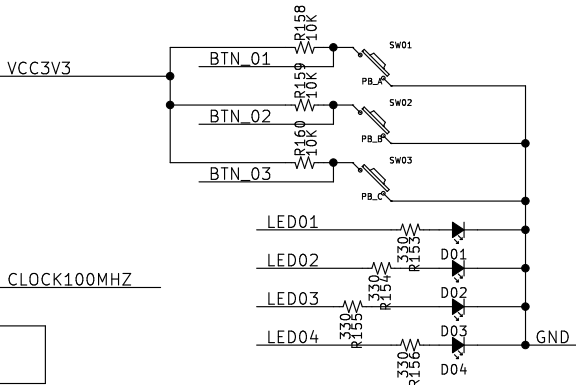 R158
10K
SW01
BTN_01
VCC3V3
R159
10K
PB_A
SW02
BTN_02
R160
10K
PB_B
SW03
BTN_03
PB_C
LED01
330
R153
D01
LED02
330
R154
CLOCK100MHZ
D02
LED03
330
R155
D03
LED04
GND
330
R156
D04